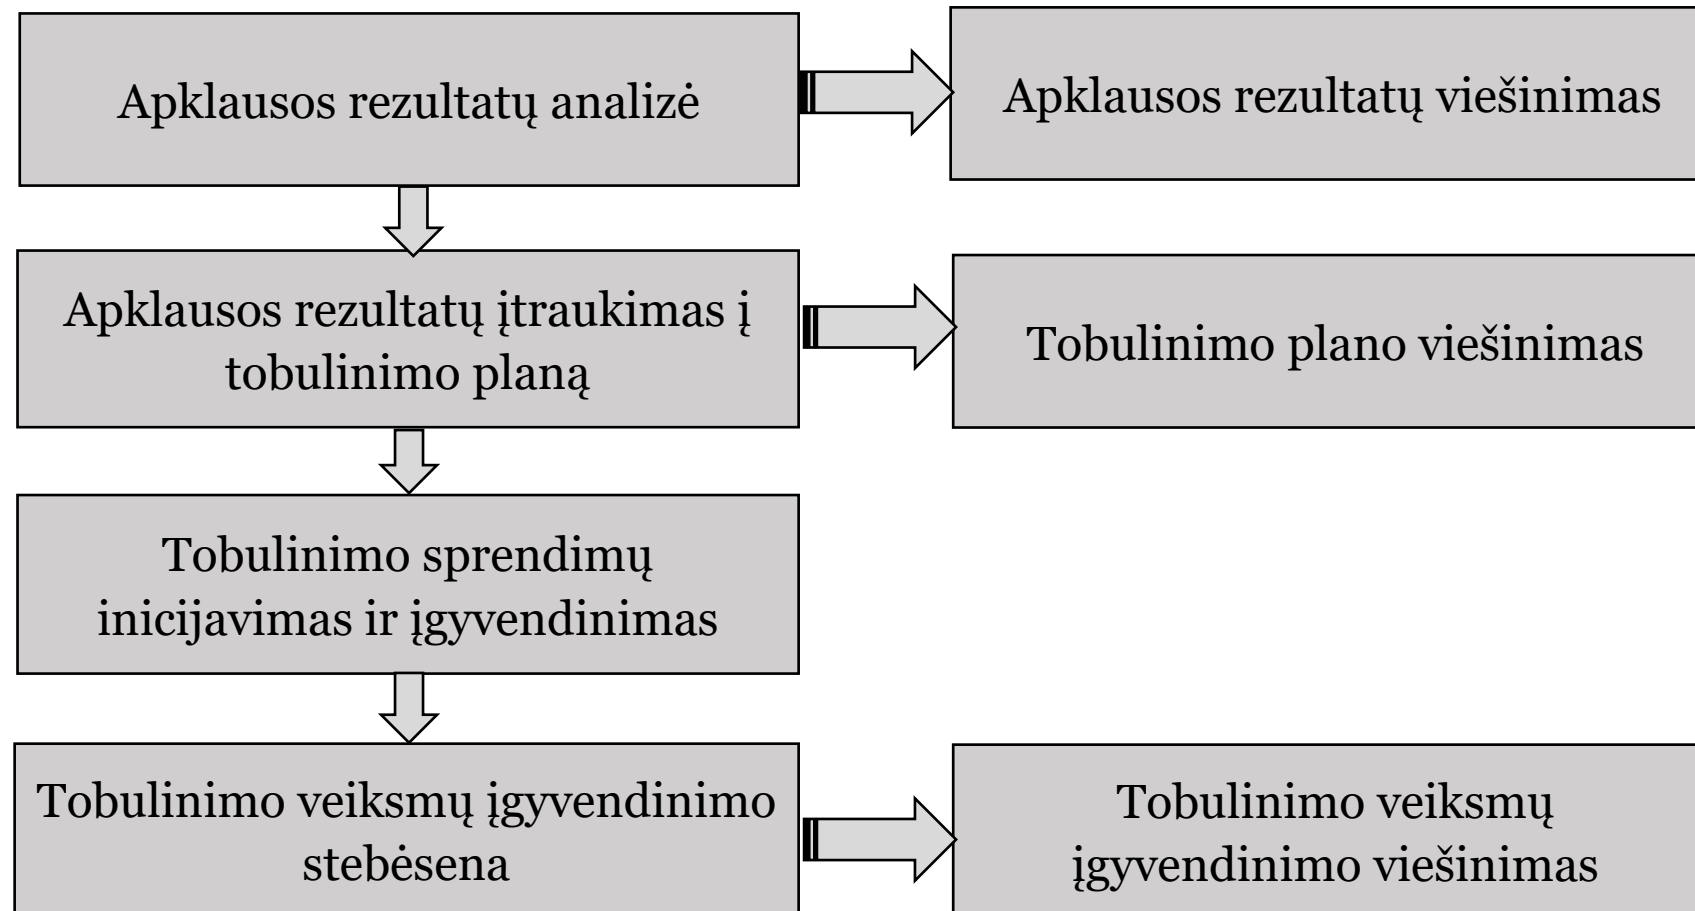 Apklausos rezultatų analizė
Apklausos rezultatų viešinimas
Apklausos rezultatų įtraukimas į
tobulinimo planą
Tobulinimo plano viešinimas
Tobulinimo sprendimų
inicijavimas ir įgyvendinimas
Tobulinimo veiksmų įgyvendinimo
stebėsena
Tobulinimo veiksmų
įgyvendinimo viešinimas